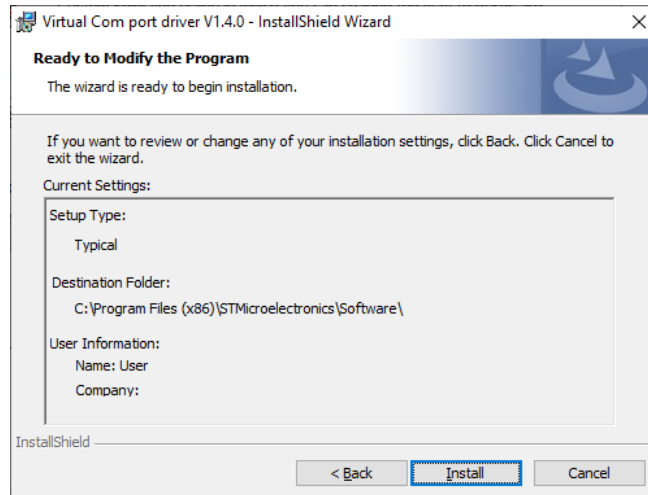 Virtual Com port driver V1.4.0 - InstallShield Wizard
Ready to Modify the Program
The wizard is ready to begin installation.
If you want to review or change any of your installation settings, click Back. Click Cancel to
exit the wizard.
Current Settings:
Setup Type:
Typical
Destination Folder:
C:\Program Files (x86)\STMicroelectronics\Software\
User Information:
Name: User
Company:
InstallShield
< Back
Install
Cancel